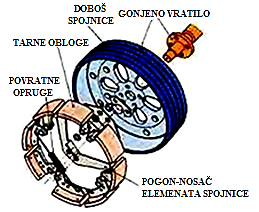 DOBOŠ
SPOJNICE
GONJENO VRATILO
TARNE OBLOGE
POVRATNE
OPRUGE
POGON-NOSAČ
ELEMENATA SPOJNICE